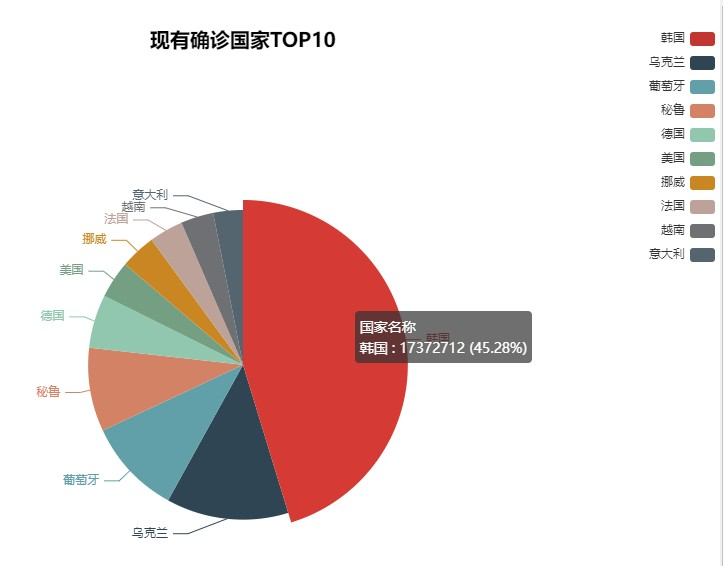 现有确诊国家TOP10
韩国
乌克兰
葡萄牙
秘鲁
德国
美国
挪威
法国
越南
意大利
意大利
越南
法国
挪威
美国
德国
秘鲁
葡萄牙
乌克兰
韩国
国家名称
韩国 : 17372712 (45.28%)